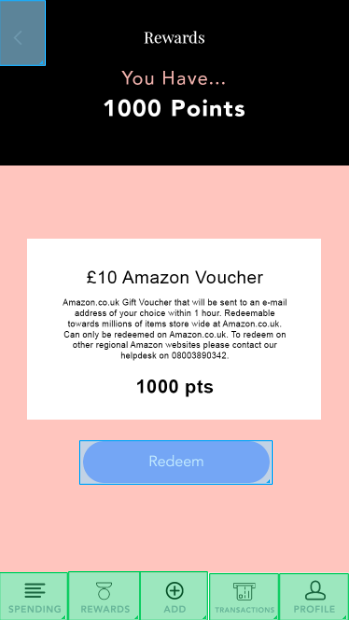 Rewards
You Have...
1000 Points
£10 Amazon Voucher
Amazon.co.uk Gift Voucher that will be sent to an e-mail
address of your choice within 1 hour. Redeemable
towards millions of items store wide at Amazon.co.uk.
Can only be redeemed on Amazon.co.uk. To redeem on
other regional Amazon websites please contact our
helpdesk on 08003890342.
1000 pts
Redeem
SPENDING REWARDS ADD TRANSACTIONS PROFILE